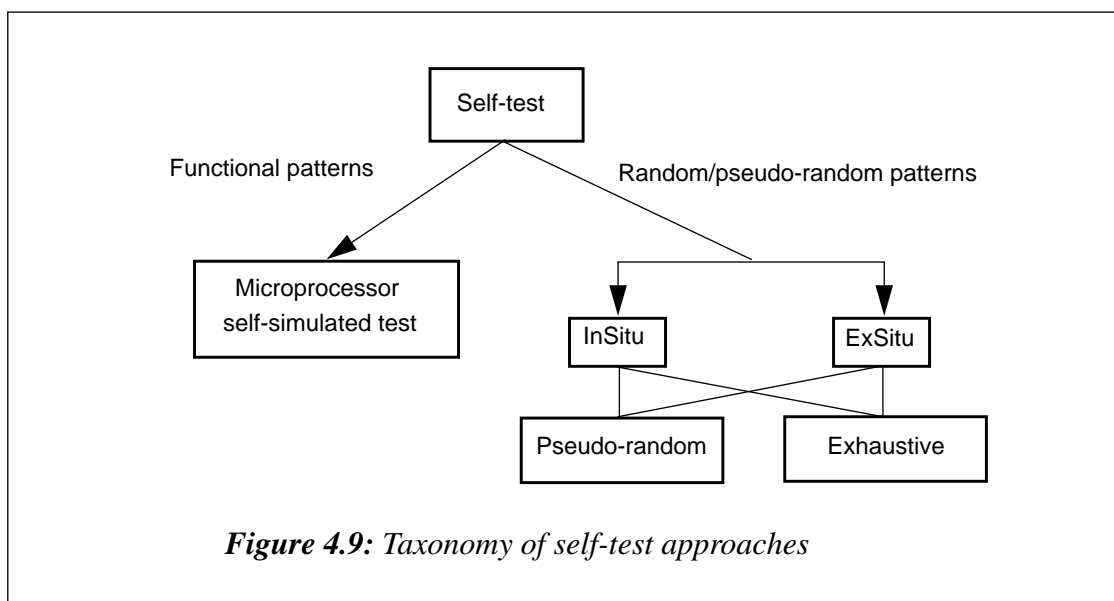 Self-test
Functional patterns
Random/pseudo-random patterns
Microprocessor
self-simulated test
InSitu
ExSitu
Pseudo-random
Exhaustive
Figure 4.9: Taxonomy of self-test approaches